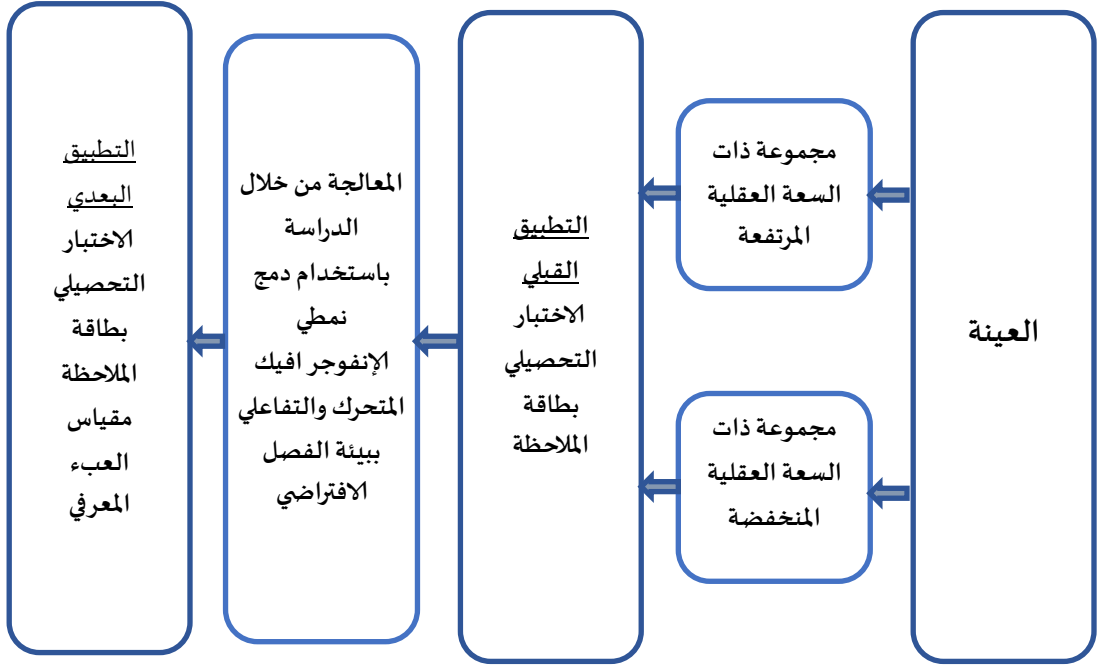 العينة
مجموعة ذات
السعة العقلية
المرتفعة
مجموعة ذات
السعة العقلية
المنخفضة
التطبيق
القبلي
الاختبار
التحصيلي
بطاقة
الملاحظة
المعالجة من خلال
الدراسة
باستخدام دمج
نمطي
الإنفوجر افيك
المتحرك والتفاعلي
ببيئة الفصل
الافتراضي
التطبيق
البعدي
الاختبار
التحصيلي
بطاقة
الملاحظة
مقياس
العبء
المعرفي